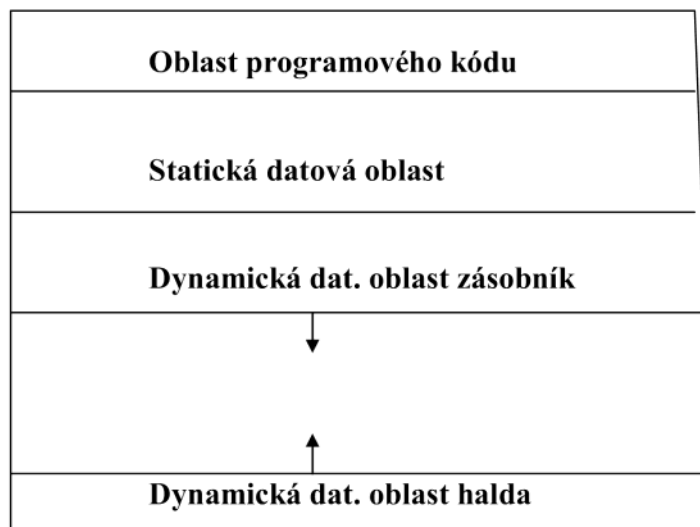 Oblast programového kódu
Statická datová oblast
Dynamická dat. oblast zásobník
Dynamická dat. oblast halda